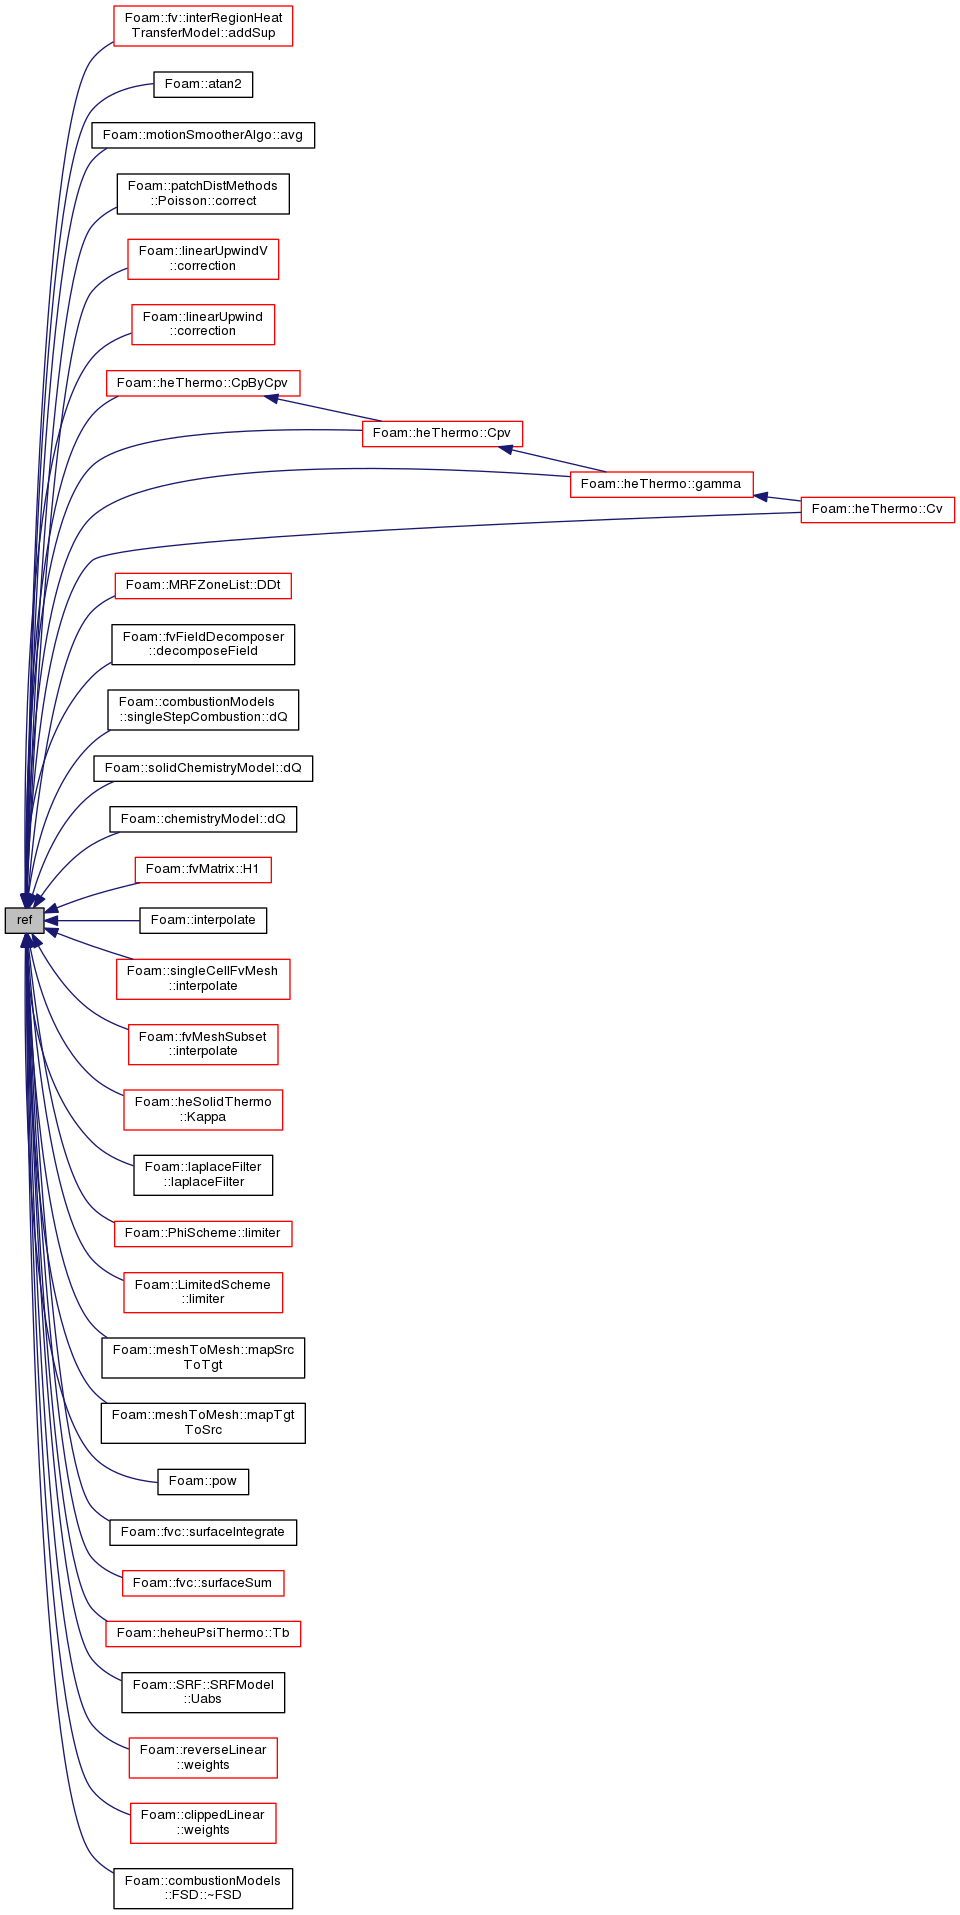 Foam::fv::interRegionHeat
TransferModel::addSup
Foam::atan2
Foam::motionSmootherAlgo::avg
Foam::patchDistMethods
::Poisson::correct
Foam::linearUpwindV
::correction
Foam::linearUpwind
::correction
Foam::heThermo::CpByCpv
Foam::heThermo::Cpv
Foam::heThermo::gamma
Foam::heThermo::Cv
Foam::MRFZoneList::DDt
Foam::fvFieldDecomposer
::decomposeField
Foam::combustionModels
::singleStepCombustion::dQ
Foam::solidChemistryModel::dQ
Foam::chemistryModel::dQ
Foam::fvMatrix::H1
ref
Foam::interpolate
Foam::singleCellFvMesh
::interpolate
Foam::fvMeshSubset
::interpolate
Foam::heSolidThermo
::Kappa
Foam::laplaceFilter
::laplaceFilter
Foam::PhiScheme::limiter
Foam::LimitedScheme
::limiter
Foam::meshToMesh::mapSrc
ToTgt
Foam::meshToMesh::mapTgt
ToSrc
Foam::pow
Foam::fvc::surfaceIntegrate
Foam::fvc::surfaceSum
Foam::heheuPsiThermo::Tb
Foam::SRF::SRFModel
::Uabs
Foam::reverseLinear
::weights
Foam::clippedLinear
::weights
Foam::combustionModels
::FSD::~FSD